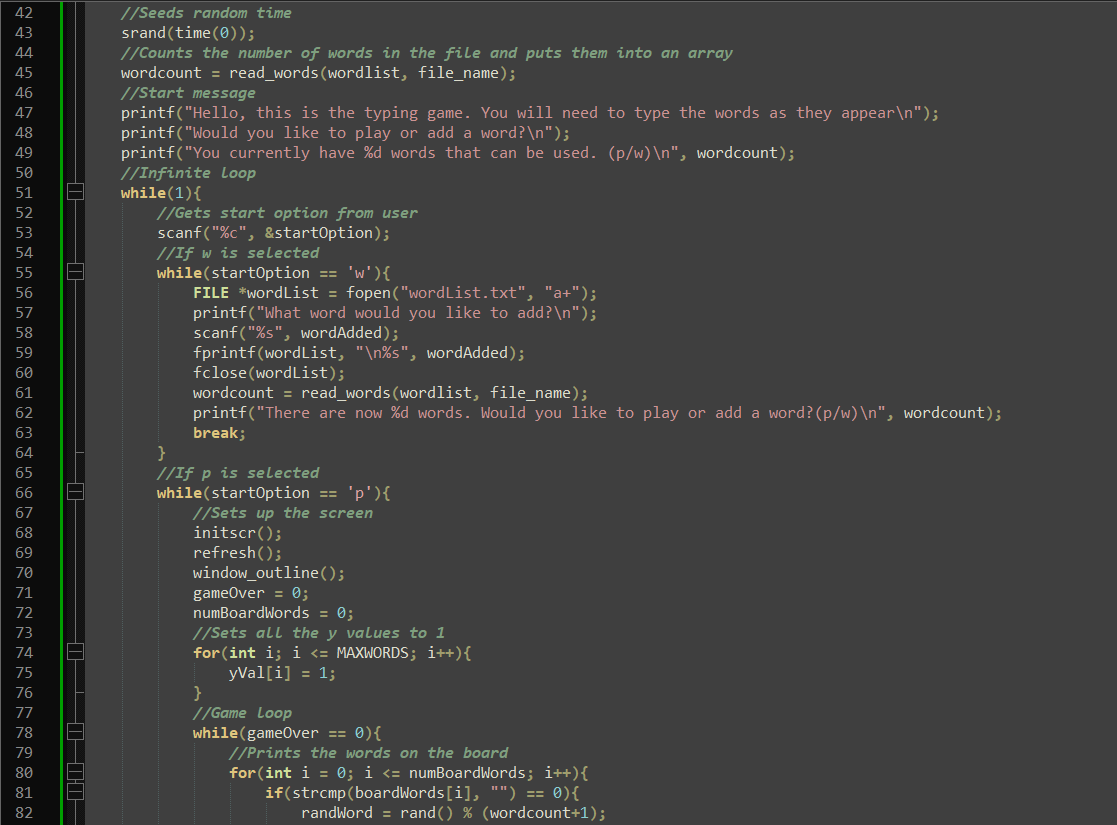 42 //Seeds random time
43 srand(time(0));
44 //Counts the number of words in the file and puts them into an array
45 wordcount = read_words(wordlist, file_name);
46 //Start message
47 printf("Hello, this is the typing game. You will need to type the words as they appear\n");
48 printf("Would you like to play or add a word?\n");
49 printf("You currently have %d words that can be used. (p/w)\n", wordcount);
50 //Infinite loop
51 while(1){
52 //Gets start option from user
53 scanf("%c", &startOption);
54 //If w is selected
55 while(startOption == 'w'){
56 FILE *wordList = fopen("wordList.txt", "a+");
57 printf("What word would you like to add?\n");
58 scanf("%s", wordAdded);
59 fprintf(wordList, "\n%s", wordAdded);
60 fclose(wordList);
61 wordcount = read_words(wordlist, file_name);
62 printf("There are now %d words. Would you like to play or add a word?(p/w)\n", wordcount);
63 break;
64 }
65 //If p is selected
66 while(startOption == 'p'){
67 //Sets up the screen
68 initscr();
69 refresh();
70 window_outline();
71 gameOver = 0;
72 numBoardWords = 0;
73 //Sets all the y values to 1
74 for(int i; i <= MAXWORDS; i++){
75 yVal[i] = 1;
76 }
77 //Game loop
78 while(gameOver == 0){
79 //Prints the words on the board
80 for(int i = 0; i <= numBoardWords; i++){
81 if(strcmp(boardWords[i], "") == 0){
82 randWord = rand() % (wordcount+1);